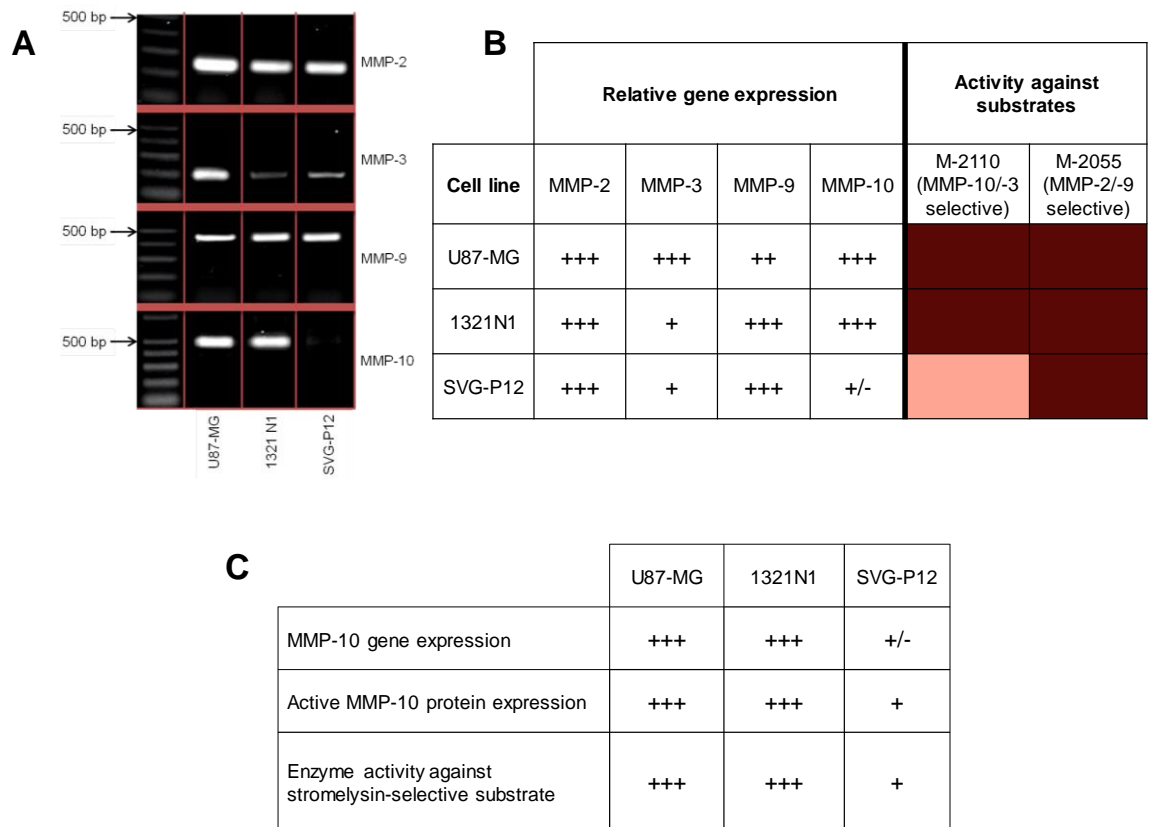 A
500 bp
MMP-2
500 bp
MMP-3
500 bp
MMP-9
500 bp
MMP-10
U87-MG
1321 N1
SVG-P12
B
Relative gene expression
Activity against
substrates
Cell line
MMP-2
MMP-3
MMP-9
MMP-10
M-2110
(MMP-10/-3
selective)
M-2055
(MMP-2/-9
selective)
U87-MG
+++
+++
++
+++
1321N1
+++
+
+++
+++
SVG-P12
+++
+
+++
+/-
C
U87-MG
1321N1
SVG-P12
MMP-10 gene expression
+++
+++
+/-
Active MMP-10 protein expression
+++
+++
+
Enzyme activity against
stromelysin-selective substrate
+++
+++
+